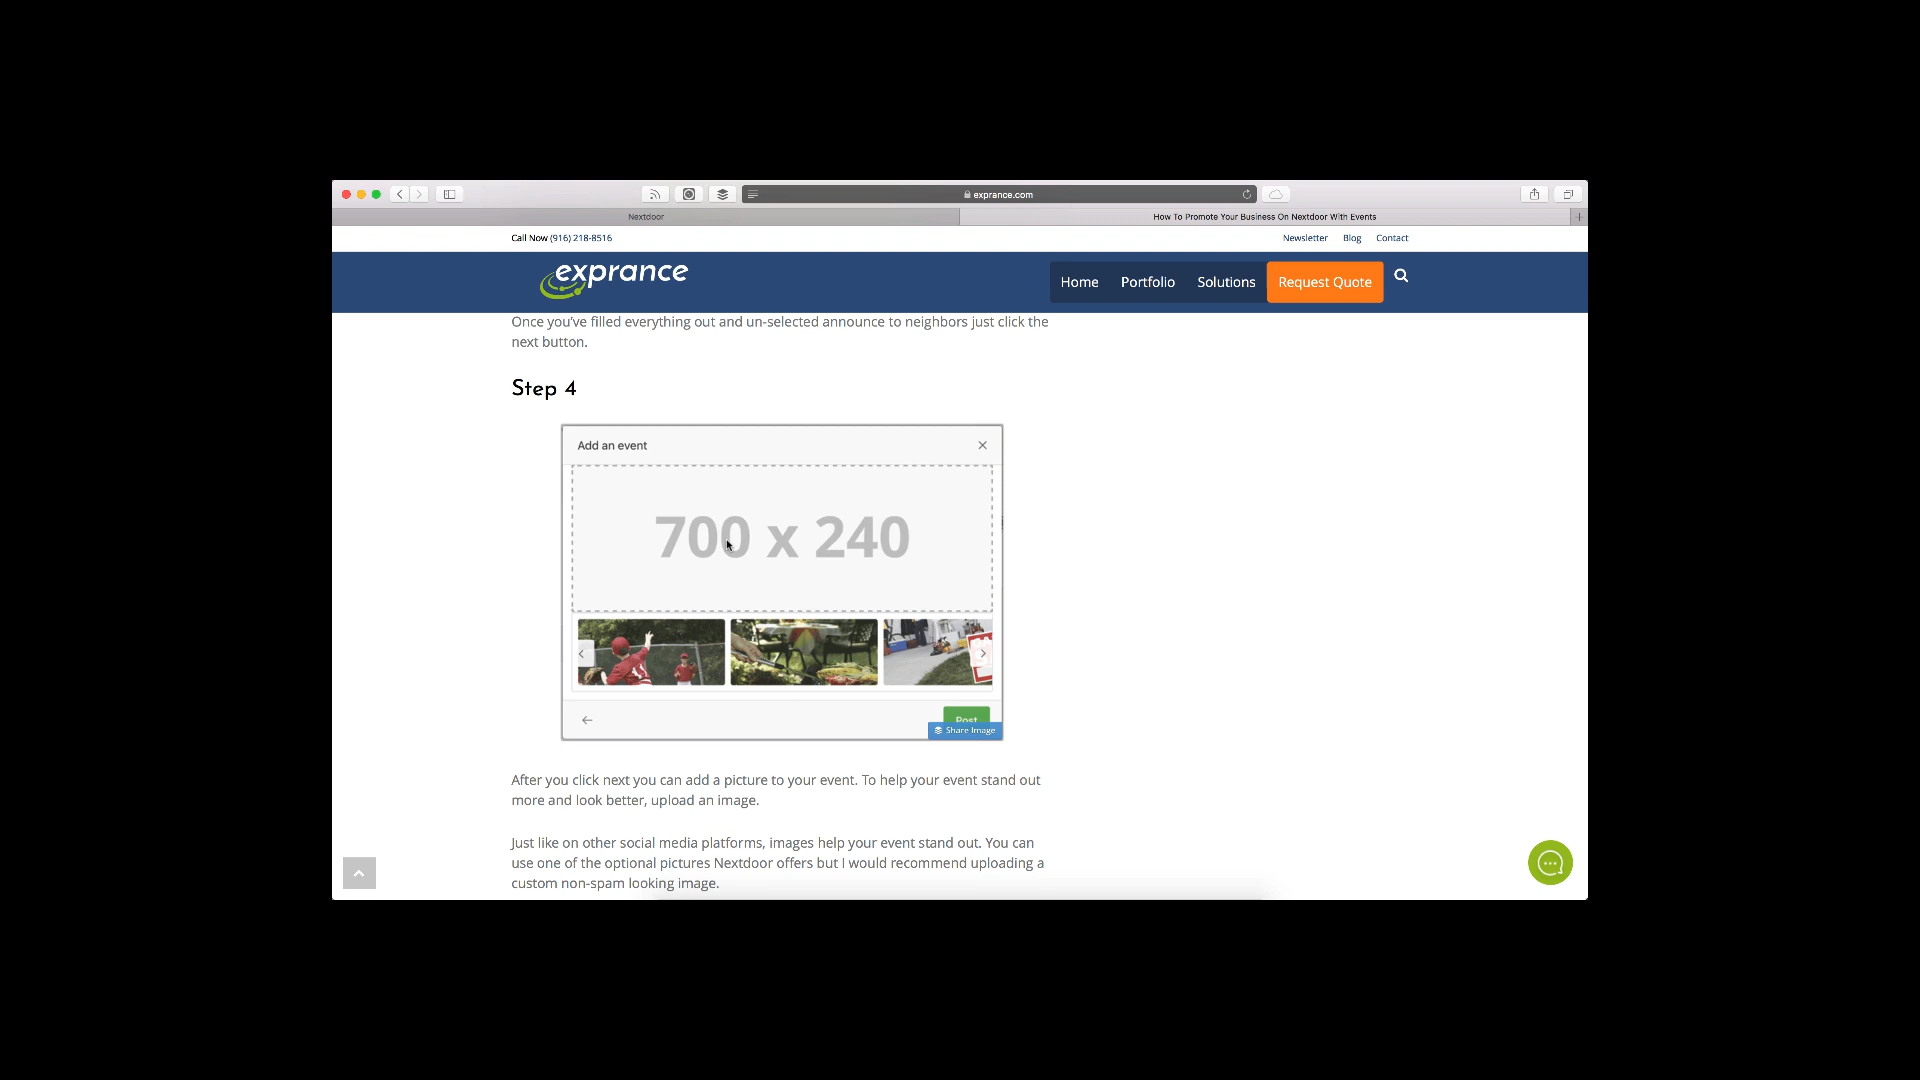 exprance.com
Nextdoor
How To Promote Your Business On Nextdoor With Events
Call Now (916) 218-8516
Newsletter Blog Contact
exprance
Home Portfolio Solutions Request Quote
Once you've filled everything out and un-selected announce to neighbors just click the
next button.
Step 4
Add an event
700 x 240
Post
Share Image
After you click next you can add a picture to your event. To help your event stand out
more and look better, upload an image.
Just like on other social media platforms, images help your event stand out. You can
use one of the optional pictures Nextdoor offers but I would recommend uploading a
custom non-spam looking image.